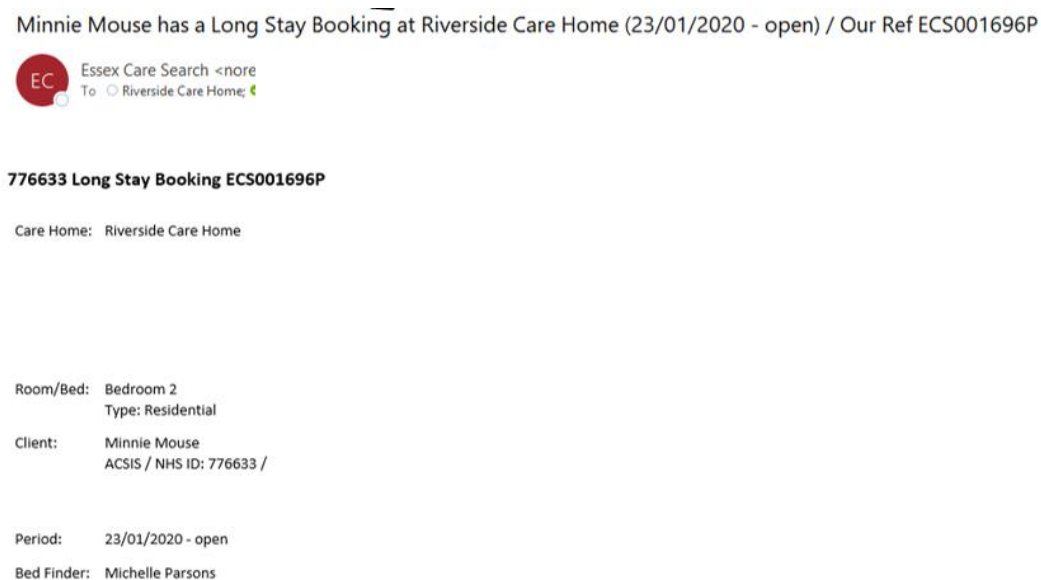 Minnie Mouse has a Long Stay Booking at Riverside Care Home (23/01/2020 - open) / Our Ref ECS001696P
EC
Essex Care Search <nore
To Riverside Care Home;
776633 Long Stay Booking ECS001696P
Care Home: Riverside Care Home
Room/Bed: Bedroom 2
Type: Residential
Client: Minnie Mouse
ACSIS / NHS ID: 776633 /
Period: 23/01/2020 - open
Bed Finder: Michelle Parsons